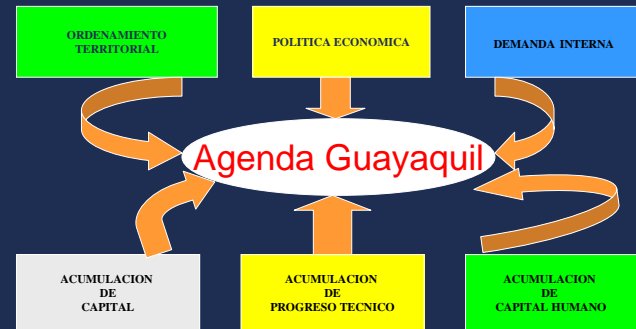 ORDENAMIENTO
TERRITORIAL
POLITICA ECONOMICA
DEMANDA INTERNA
Agenda Guayaquil
ACUMULACION
DE
CAPITAL
ACUMULACION
DE
PROGRESO TECNICO
ACUMULACION
DE
CAPITAL HUMANO